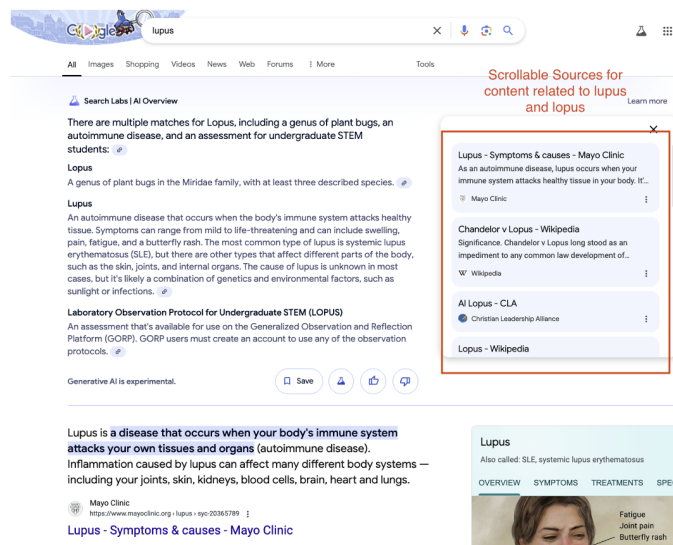 Google
lupus
All Images Shopping Videos News Web Forums More Tools
Scrollable Sources for
content related to lupus
and lopus
Search Labs | AI Overview
Learn more
There are multiple matches for Lopus, including a genus of plant bugs, an
autoimmune disease, and an assessment for undergraduate STEM
students:
Lopus
A genus of plant bugs in the Miridae family, with at least three described species.
Lupus
An autoimmune disease that occurs when the body's immune system attacks healthy
tissue. Symptoms can range from mild to life-threatening and can include swelling,
pain, fatigue, and a butterfly rash. The most common type of lupus is systemic lupus
erythematosus (SLE), but there are other types that affect different parts of the body,
such as the skin, joints, and internal organs. The cause of lupus is unknown in most
cases, but it's likely a combination of genetics and environmental factors, such as
sunlight or infections.
Laboratory Observation Protocol for Undergraduate STEM (LOPUS)
An assessment that's available for use on the Generalized Observation and Reflection
Platform (GORP). GORP users must create an account to use any of the observation
protocols.
Generative AI is experimental.
Save
Lupus - Symptoms & causes - Mayo Clinic
As an autoimmune disease, lupus occurs when your
immune system attacks healthy tissue in your body. It'...
Mayo Clinic
Chandelor v Lopus - Wikipedia
Significance. Chandelor v Lopus long stood as an
impediment to any common law development of...
W Wikipedia
AI Lopus - CLA
Christian Leadership Alliance
Lopus - Wikipedia
Lupus is a disease that occurs when your body's immune system
attacks your own tissues and organs (autoimmune disease).
Inflammation caused by lupus can affect many different body systems —
including your joints, skin, kidneys, blood cells, brain, heart and lungs.
Mayo Clinic
https://www.mayoclinic.org › lupus › syc-20365789
Lupus - Symptoms & causes - Mayo Clinic
Lupus
Also called: SLE, systemic lupus erythematosus
OVERVIEW SYMPTOMS TREATMENTS SPE
Fatigue
Joint pain
Butterfly rash